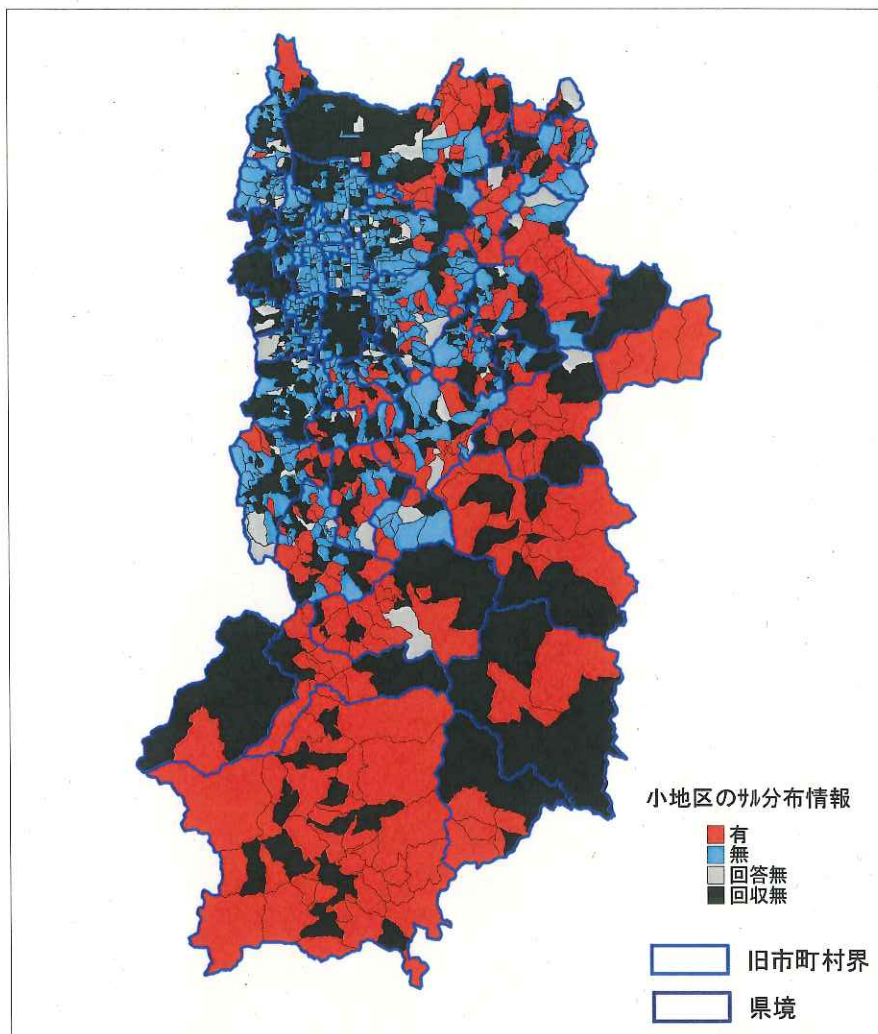 小地区のｻﾙ分布情報
有
無
回答無
回収無
旧市町村界
県境